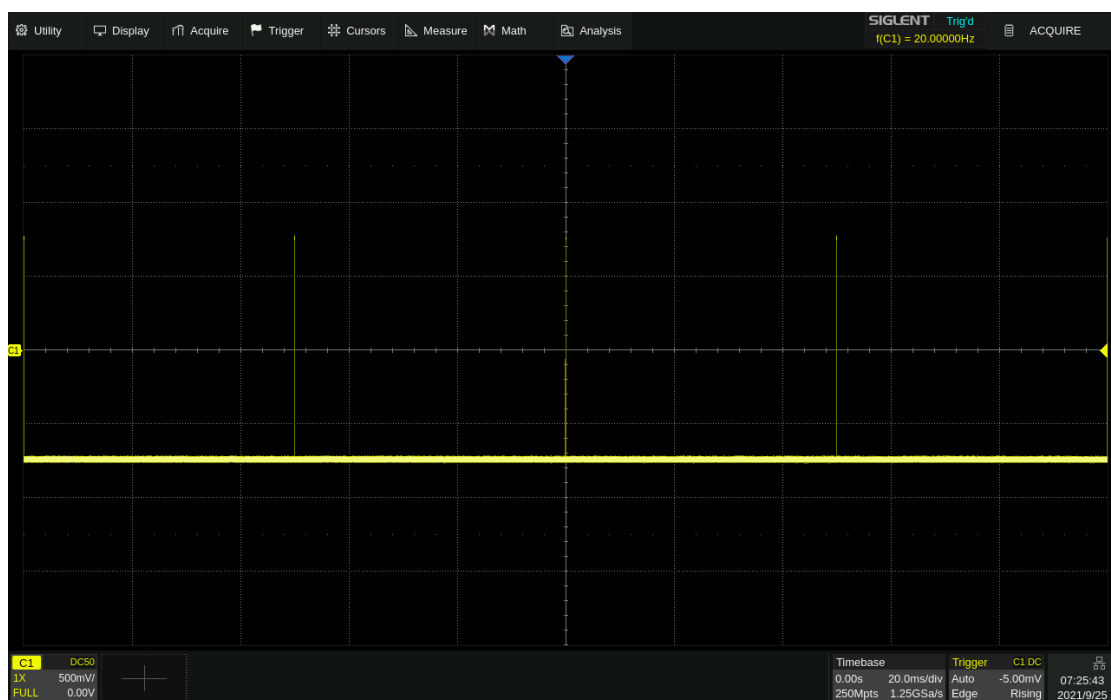 Utility Display Acquire Trigger Cursors Measure Math Analysis SIGLENT Trig'd
f(C1) = 20.00000Hz ACQUIRE
C1
C1 DC50
1X 500mV/
FULL 0.00V
Timebase
0.00s 20.0ms/div
250Mpts 1.25GSa/s
Trigger C1 DC
Auto -5.00mV
Edge Rising
07:25:43
2021/9/25